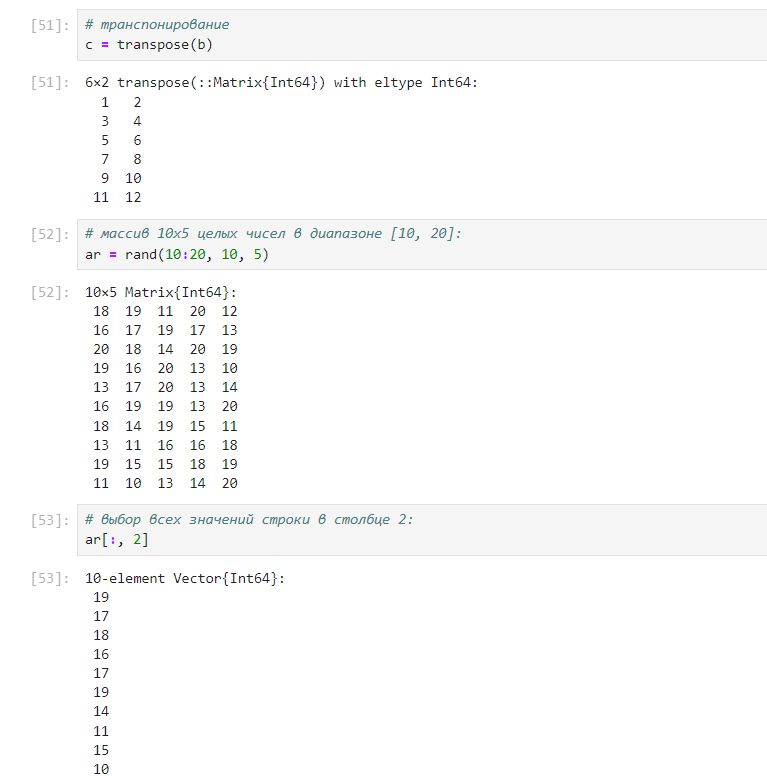 [51]: # транспонирование
c = transpose(b)
[51]: 6×2 transpose(::Matrix{Int64}) with eltype Int64:
1 2
3 4
5 6
7 8
9 10
11 12
[52]: # массив 10x5 целых чисел в диапазоне [10, 20]:
ar = rand(10:20, 10, 5)
[52]: 10×5 Matrix{Int64}:
18 19 11 20 12
16 17 19 17 13
20 18 14 20 19
19 16 20 13 10
13 17 20 13 14
16 19 19 13 20
18 14 19 15 11
13 11 16 16 18
19 15 15 18 19
11 10 13 14 20
[53]: # выбор всех значений строки в столбце 2:
ar[:, 2]
[53]: 10-element Vector{Int64}:
19
17
18
16
17
19
14
11
15
10